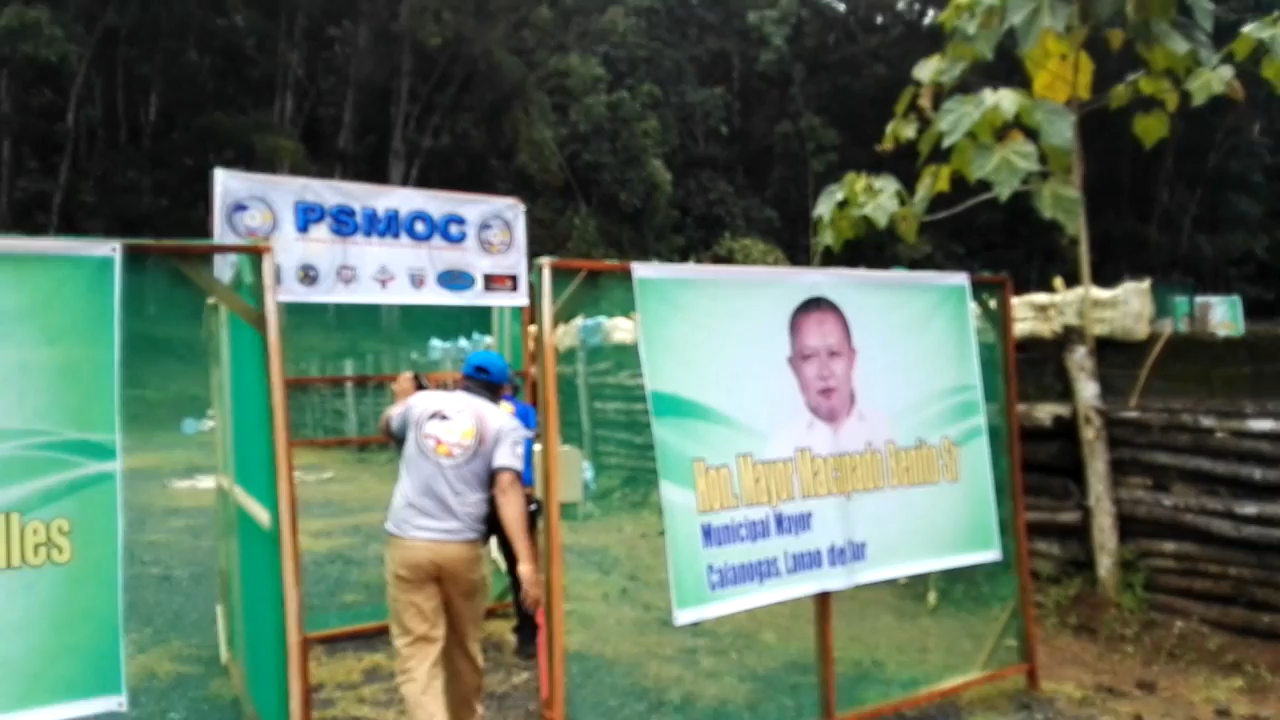 PSMOC
lles
Hon. Mayor Macapado Benito Sr
Municipal Mayor
Calanogas, Lanao del Sur